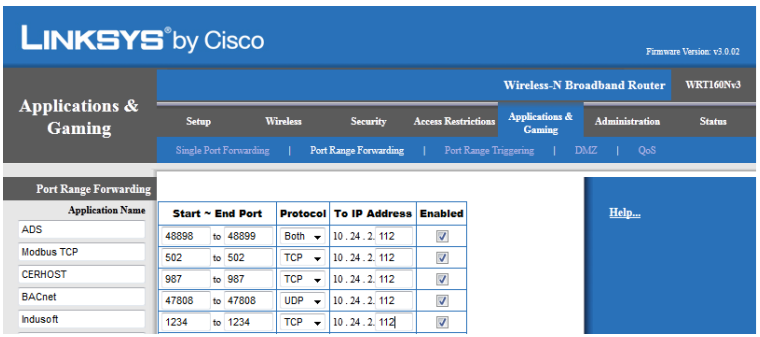 LINKSYS® by Cisco
Firmware Version: v3.0.02
Wireless-N Broadband Router WRT160Nv3
Applications & Gaming
Setup Wireless Security Access Restrictions Applications & Gaming Administration Status
Single Port Forwarding | Port Range Forwarding | Port Range Triggering | DMZ | QoS
Port Range Forwarding
Application Name Start ~ End Port Protocol To IP Address Enabled Help...
ADS 48898 to 48899 Both 10 . 24 . 2. 112
Modbus TCP 502 to 502 TCP 10 . 24 . 2. 112
CERHOST 987 to 987 TCP 10 . 24 . 2. 112
BACnet 47808 to 47808 UDP 10 . 24 . 2. 112
Indusoft 1234 to 1234 TCP 10 . 24 . 2. 112